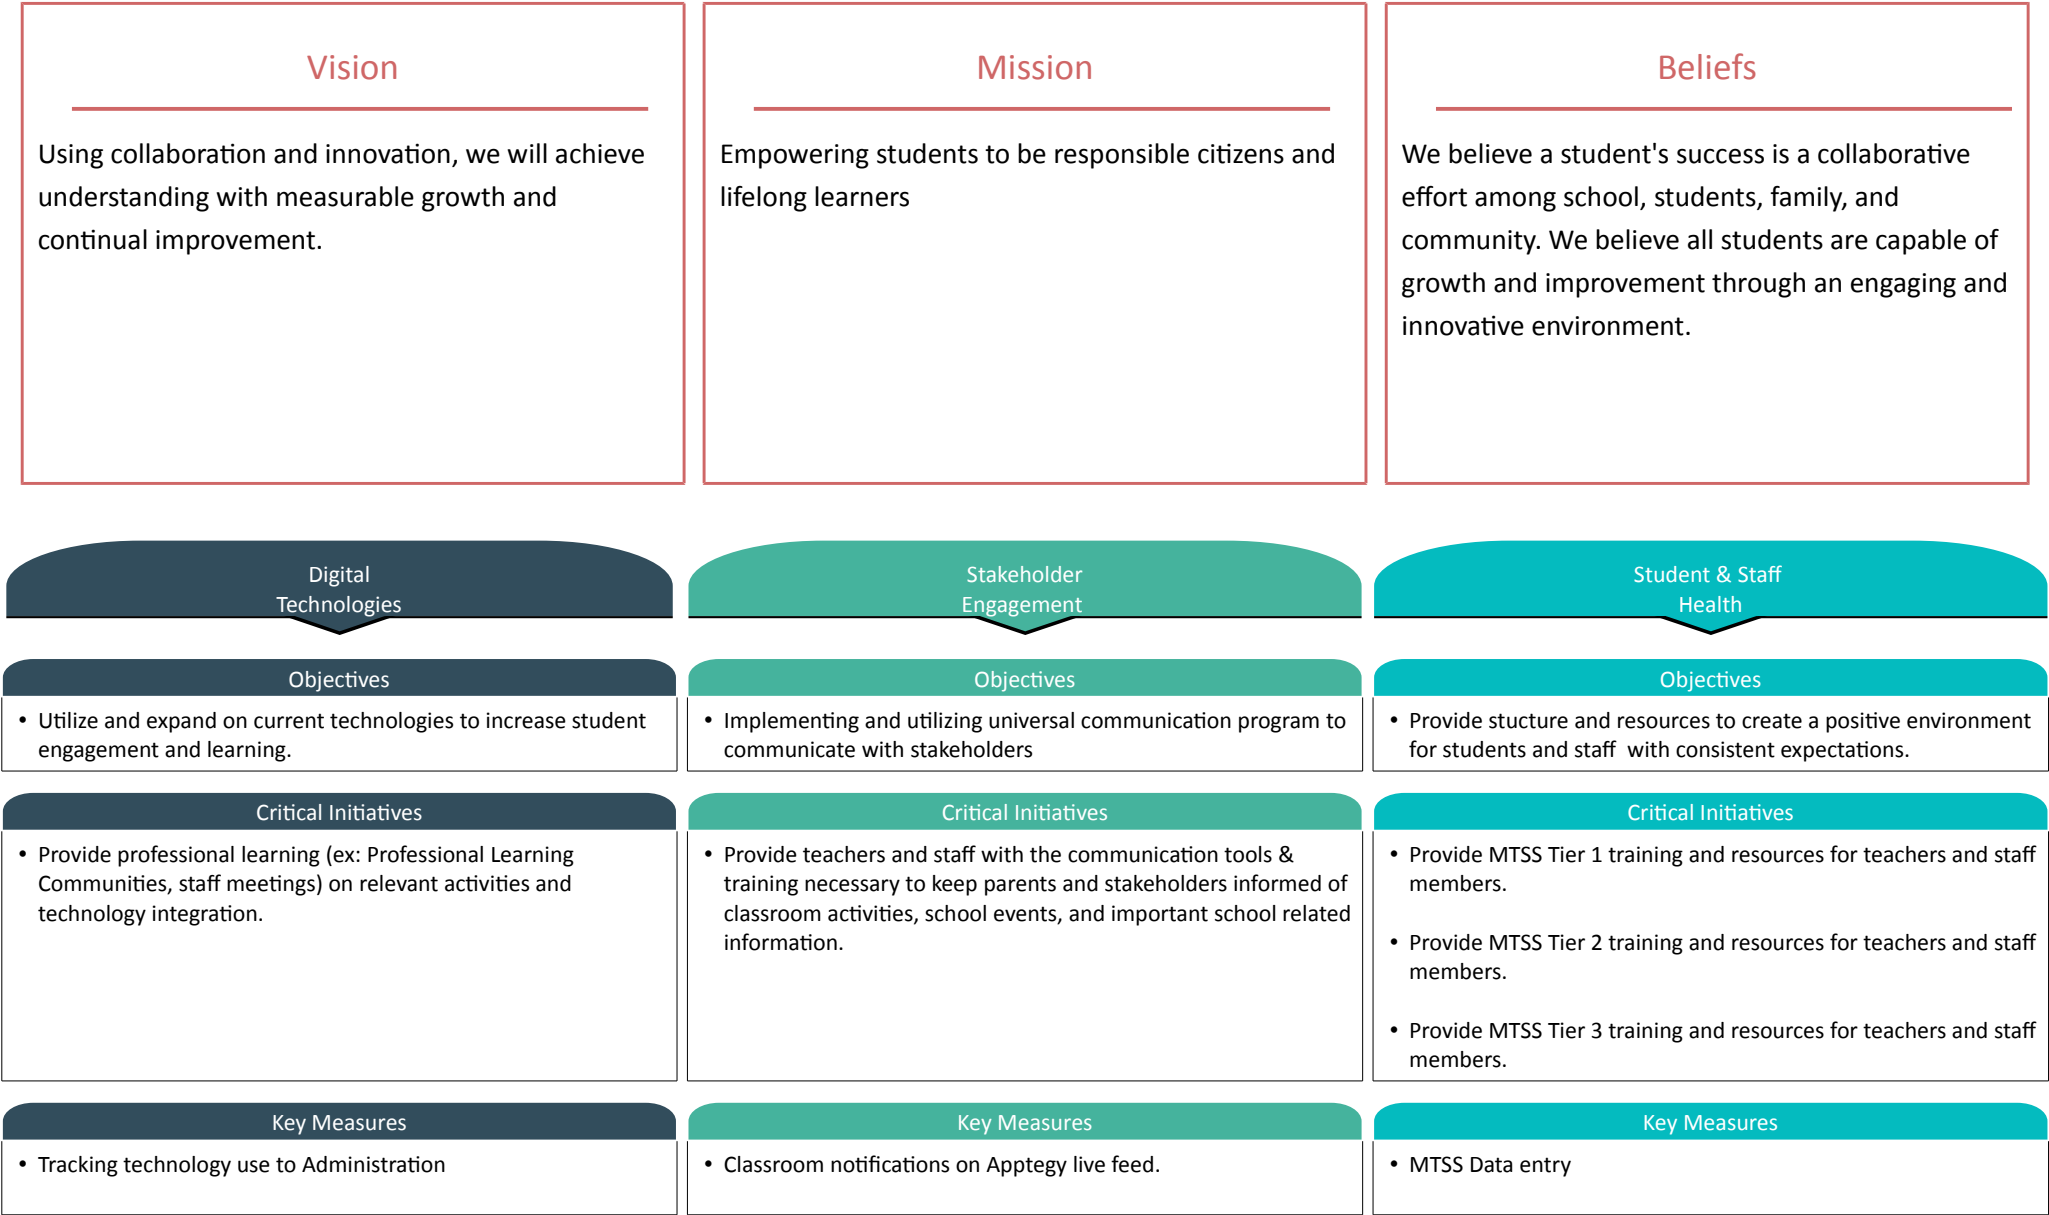 Vision
Using collaboration and innovation, we will achieve
understanding with measurable growth and
continual improvement.
Mission
Empowering students to be responsible citizens and
lifelong learners
Beliefs
We believe a student's success is a collaborative
effort among school, students, family, and
community. We believe all students are capable of
growth and improvement through an engaging and
innovative environment.
Digital
Technologies
Objectives
• Utilize and expand on current technologies to increase student
engagement and learning.
Critical Initiatives
• Provide professional learning (ex: Professional Learning
Communities, staff meetings) on relevant activities and
technology integration.
Key Measures
• Tracking technology use to Administration
Stakeholder
Engagement
Objectives
• Implementing and utilizing universal communication program to
communicate with stakeholders
Critical Initiatives
• Provide teachers and staff with the communication tools &
training necessary to keep parents and stakeholders informed of
classroom activities, school events, and important school related
information.
Key Measures
• Classroom notifications on Apptegy live feed.
Student & Staff
Health
Objectives
• Provide stucture and resources to create a positive environment
for students and staff  with consistent expectations.
Critical Initiatives
• Provide MTSS Tier 1 training and resources for teachers and staff
members.
• Provide MTSS Tier 2 training and resources for teachers and staff
members.
• Provide MTSS Tier 3 training and resources for teachers and staff
members.
Key Measures
• MTSS Data entry